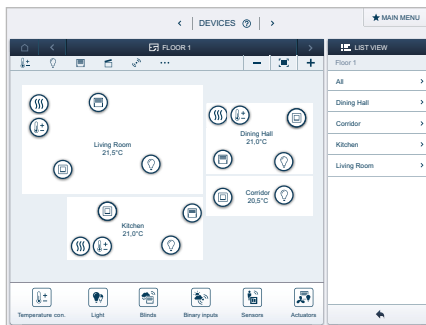 DEVICES ?
MAIN MENU
FLOOR 1
LIST VIEW
Floor 1
All
Dining Hall
Corridor
Kitchen
Living Room
Living Room
21,5°C
Dining Hall
21,0°C
Corridor
20,5°C
Kitchen
21,0°C
Temperature con.
Light
Blinds
Binary inputs
Sensors
Actuators